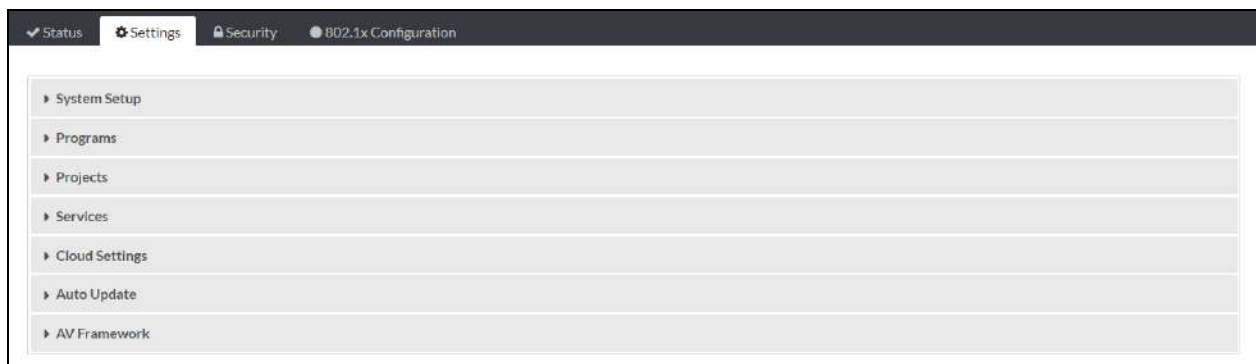 Status Settings Security 802.1x Configuration
System Setup
Programs
Projects
Services
Cloud Settings
Auto Update
AV Framework